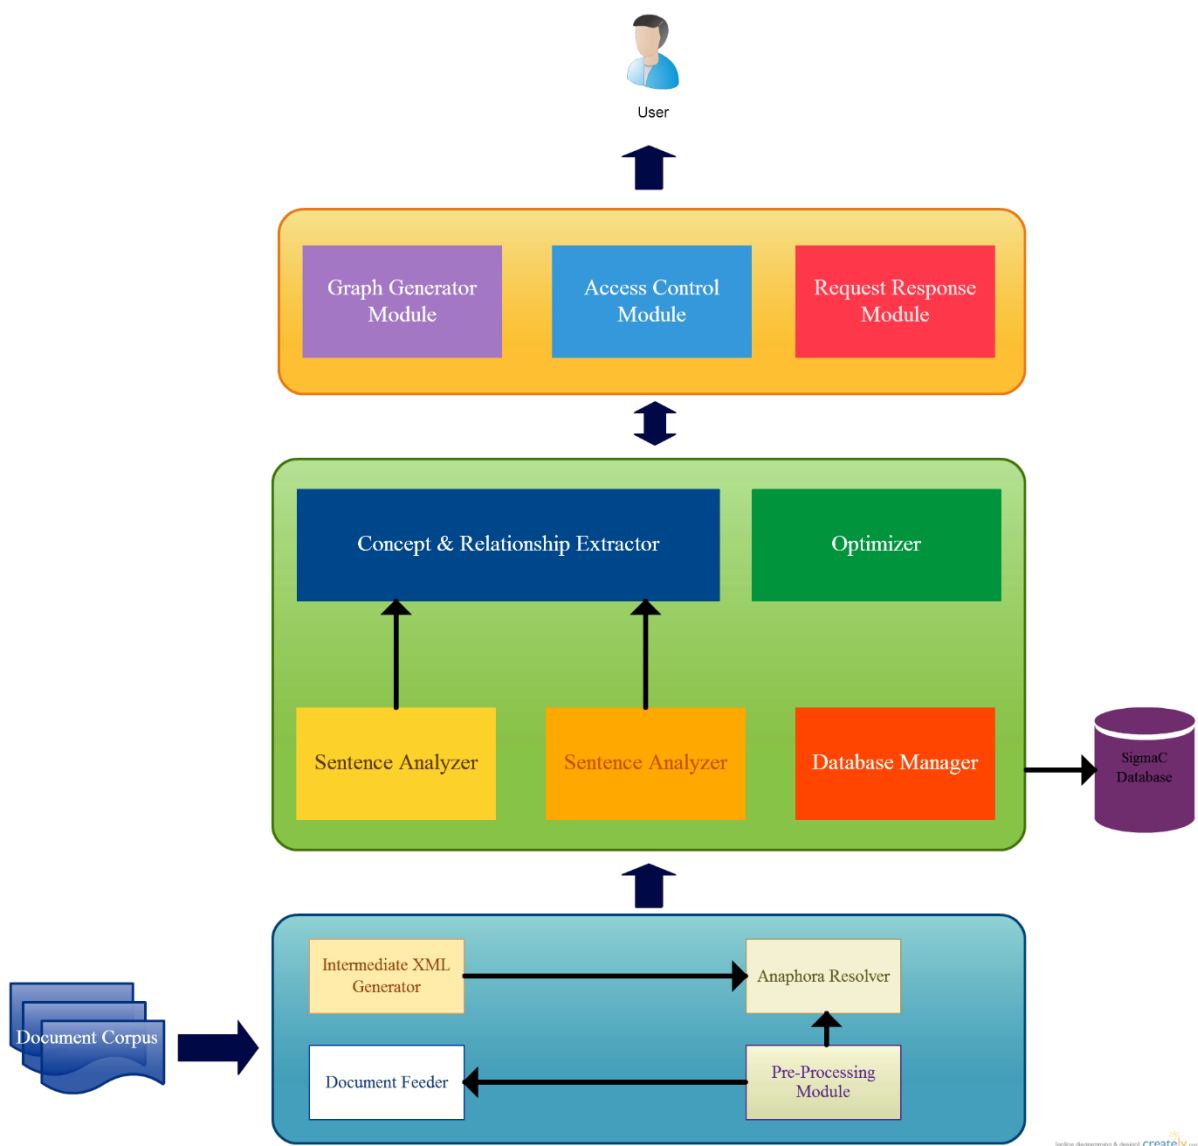 User
Graph Generator
Module
Access Control
Module
Request Response
Module
Concept & Relationship Extractor
Optimizer
Sentence Analyzer
Sentence Analyzer
Database Manager
SigmaC
Database
Intermediate XML
Generator
Anaphora Resolver
Document Corpus
Document Feeder
Pre-Processing
Module
creately